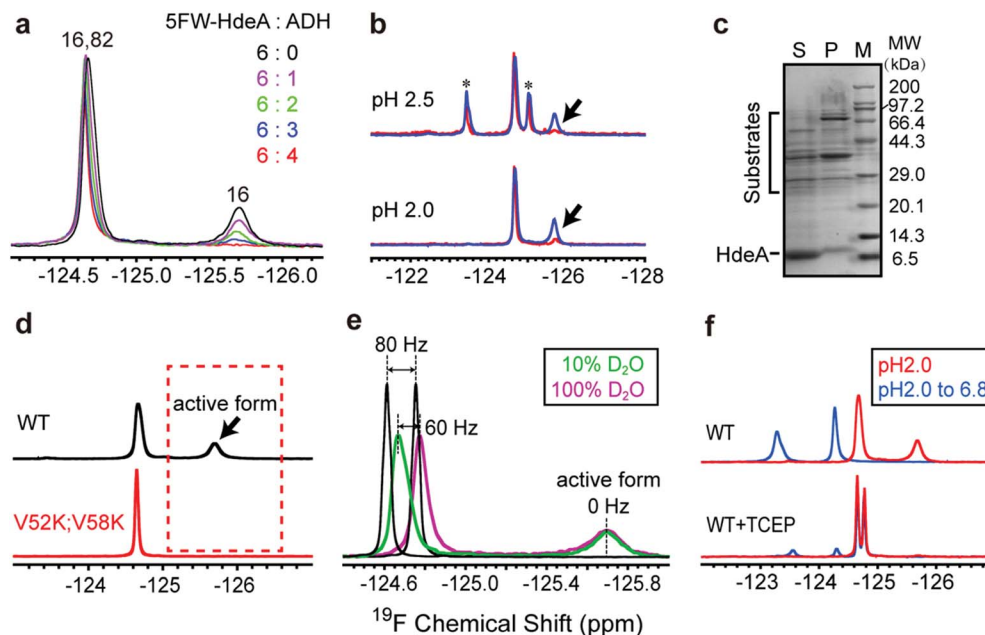 a
5FW-HdeA : ADH
16,82
6 : 0
6 : 1
6 : 2
6 : 3
6 : 4
16
-124.6
-125.0
-125.6
-126.0
b
pH 2.5
*
*
pH 2.0
-122
-124
-126
-128
c
S P M MW
(kDa)
Substrates
HdeA
200
97.2
66.4
44.3
29.0
20.1
14.3
6.5
d
active form
WT
V52K;V58K
-124
-125
-126
e
80 Hz
10% D₂O
100% D₂O
60 Hz
active form
0 Hz
-124.6
-125.0
-125.6
-125.8
¹⁹F Chemical Shift (ppm)
f
pH2.0
pH2.0 to 6.8
WT
WT+TCEP
-123
-124
-125
-126